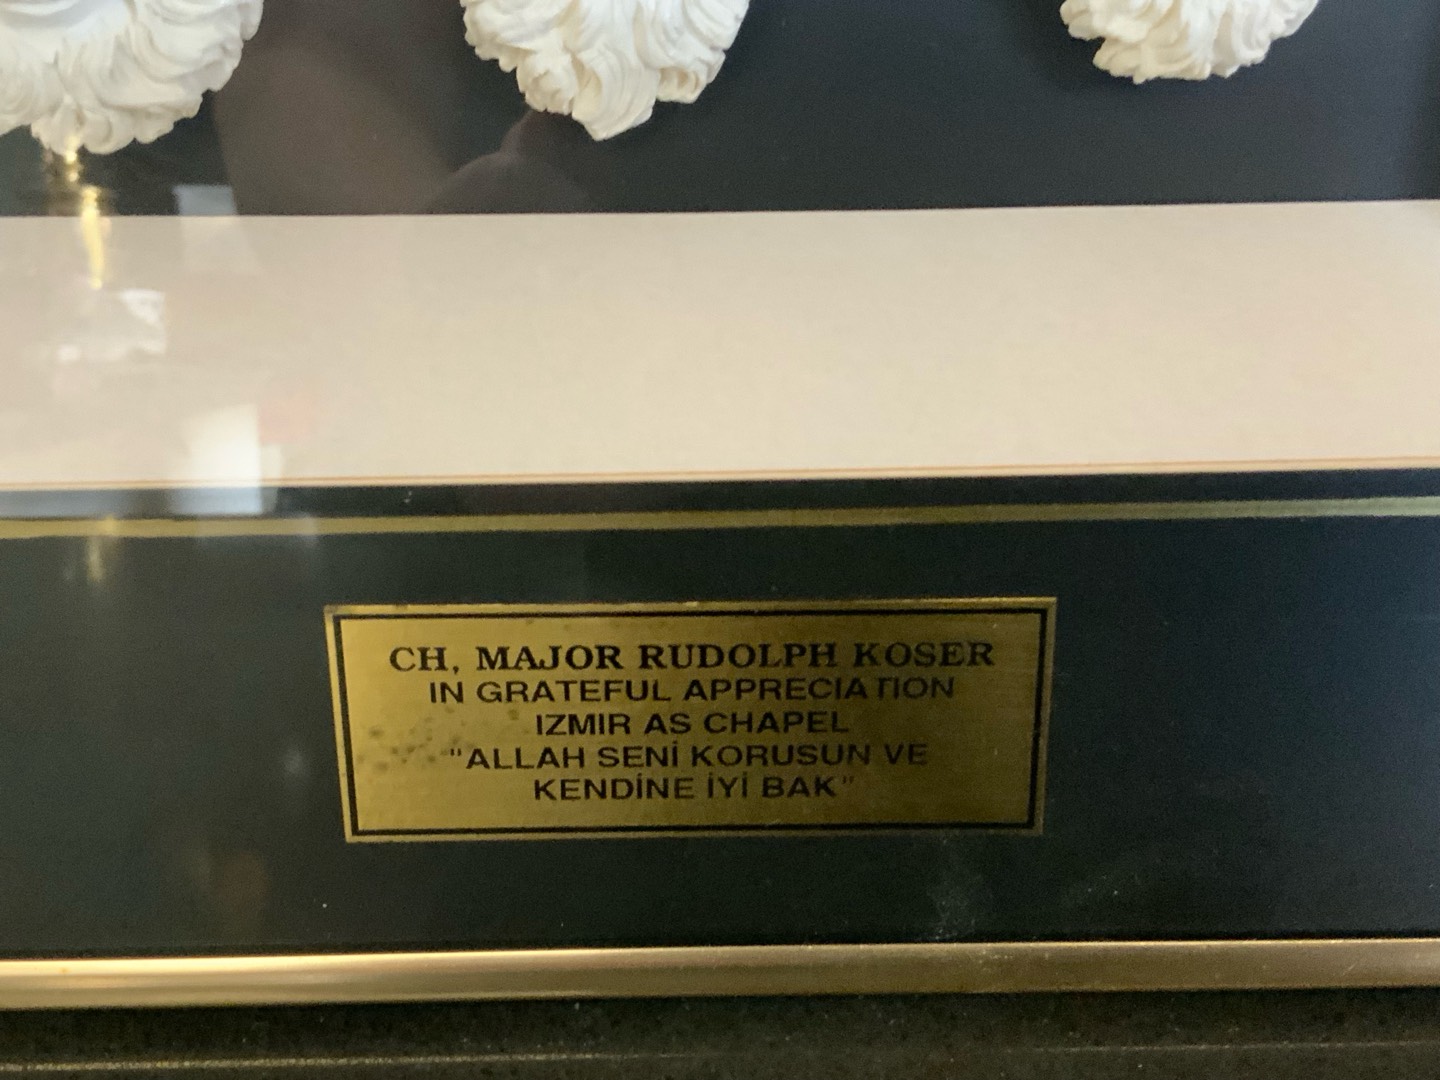 CH, MAJOR RUDOLPH KOSER
IN GRATEFUL APPRECIATION
IZMIR AS CHAPEL
"ALLAH SENİ KORUSUN VE
KENDİNE İYİ BAK"